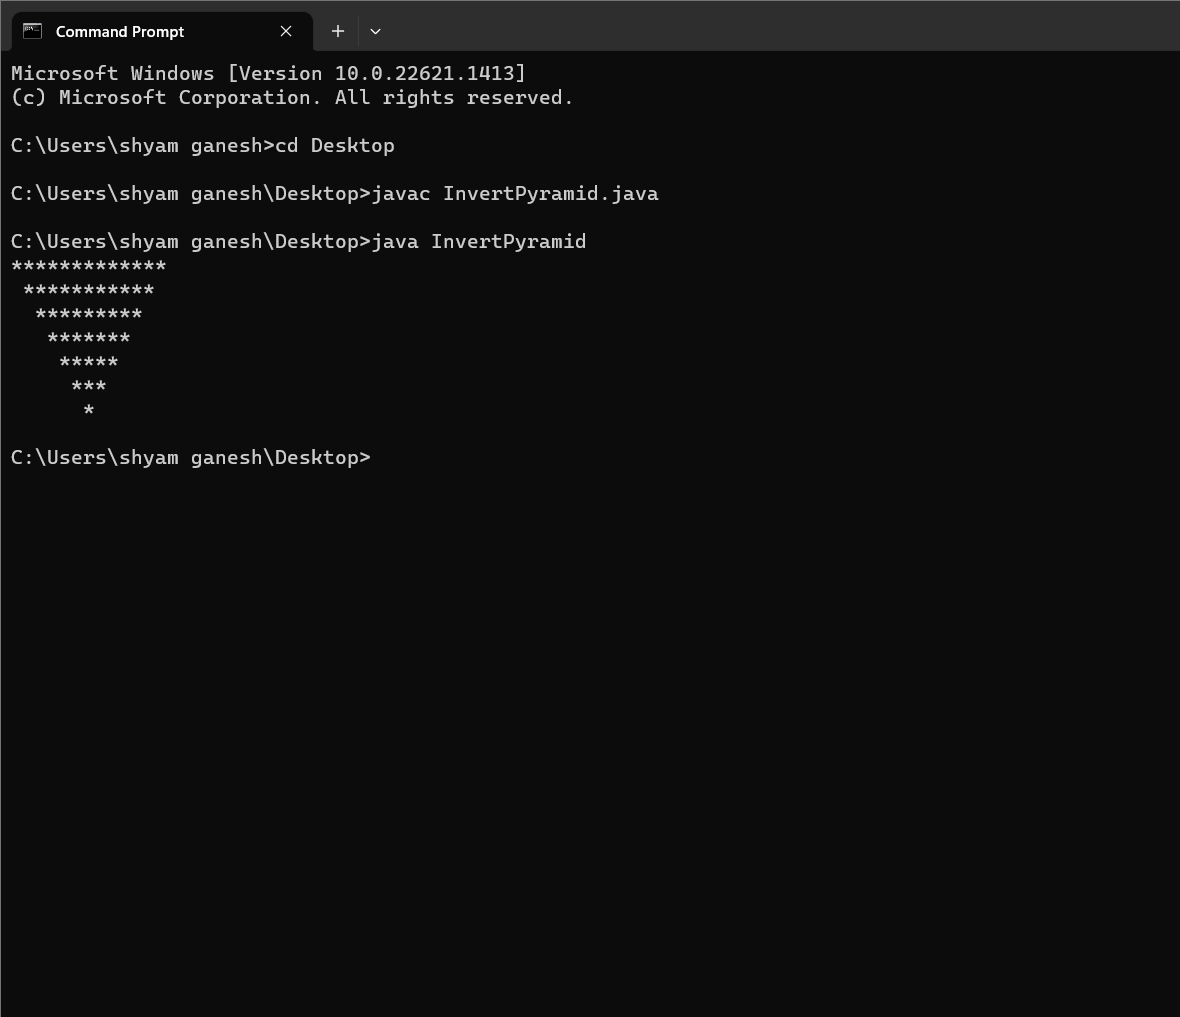 Command Prompt
Microsoft Windows [Version 10.0.22621.1413]
(c) Microsoft Corporation. All rights reserved.
C:\Users\shyam ganesh>cd Desktop
C:\Users\shyam ganesh\Desktop>javac InvertPyramid.java
C:\Users\shyam ganesh\Desktop>java InvertPyramid
*************
 ***********
  *********
   *******
    *****
     ***
      *
C:\Users\shyam ganesh\Desktop>